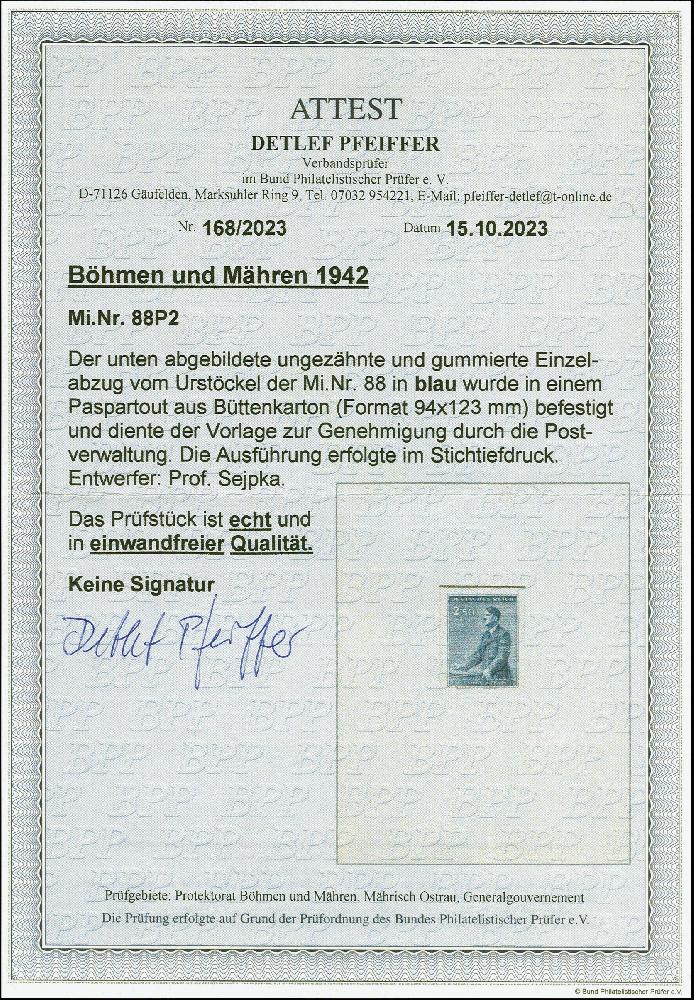 ATTEST
DETLEF PFEIFFER
Verbandsprüfer
im Bund Philatelistischer Prüfer e. V.
D-71126 Gäufelden, Marksuhler Ring 9, Tel. 07032 954221, E-Mail: pfeiffer-detlef@t-online.de
Nr. 168/2023 Datum 15.10.2023
Böhmen und Mähren 1942
Mi.Nr. 88P2
Der unten abgebildete ungezähnte und gummierte Einzel-
abzug vom Urstöckel der Mi.Nr. 88 in blau wurde in einem
Paspartout aus Büttenkarton (Format 94x123 mm) befestigt
und diente der Vorlage zur Genehmigung durch die Post-
verwaltung. Die Ausführung erfolgte im Stichtiefdruck.
Entwerfer: Prof. Sejpka.
Das Prüfstück ist echt und
in einwandfreier Qualität.
Keine Signatur
Detlef Pfeiffer
Prüfgebiete: Protektorat Böhmen und Mähren, Mährisch Ostrau, Generalgouvernement
Die Prüfung erfolgte auf Grund der Prüfordnung des Bundes Philatelistischer Prüfer e.V.
© Bund Philatelistischer Prüfer e.V.